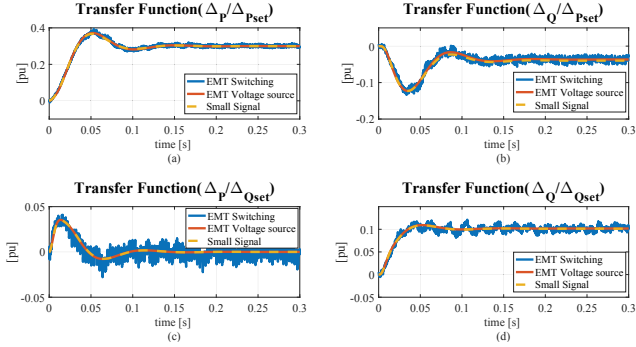 Transfer Function(Δ_P/Δ_Pset)
[pu]
0.4
0.2
0
EMT Switching
EMT Voltage source
Small Signal
0 0.05 0.1 0.15 0.2 0.25 0.3
time [s]
(a)
Transfer Function(Δ_Q/Δ_Pset)
[pu]
0
-0.1
-0.2
EMT Switching
EMT Voltage source
Small Signal
0 0.05 0.1 0.15 0.2 0.25 0.3
time [s]
(b)
Transfer Function(Δ_P/Δ_Qset)
[pu]
0.05
0
-0.05
EMT Switching
EMT Voltage source
Small Signal
0 0.05 0.1 0.15 0.2 0.25 0.3
time [s]
(c)
Transfer Function(Δ_Q/Δ_Qset)
[pu]
0.1
0.05
0
-0.05
EMT Switching
EMT Voltage source
Small Signal
0 0.05 0.1 0.15 0.2 0.25 0.3
time [s]
(d)